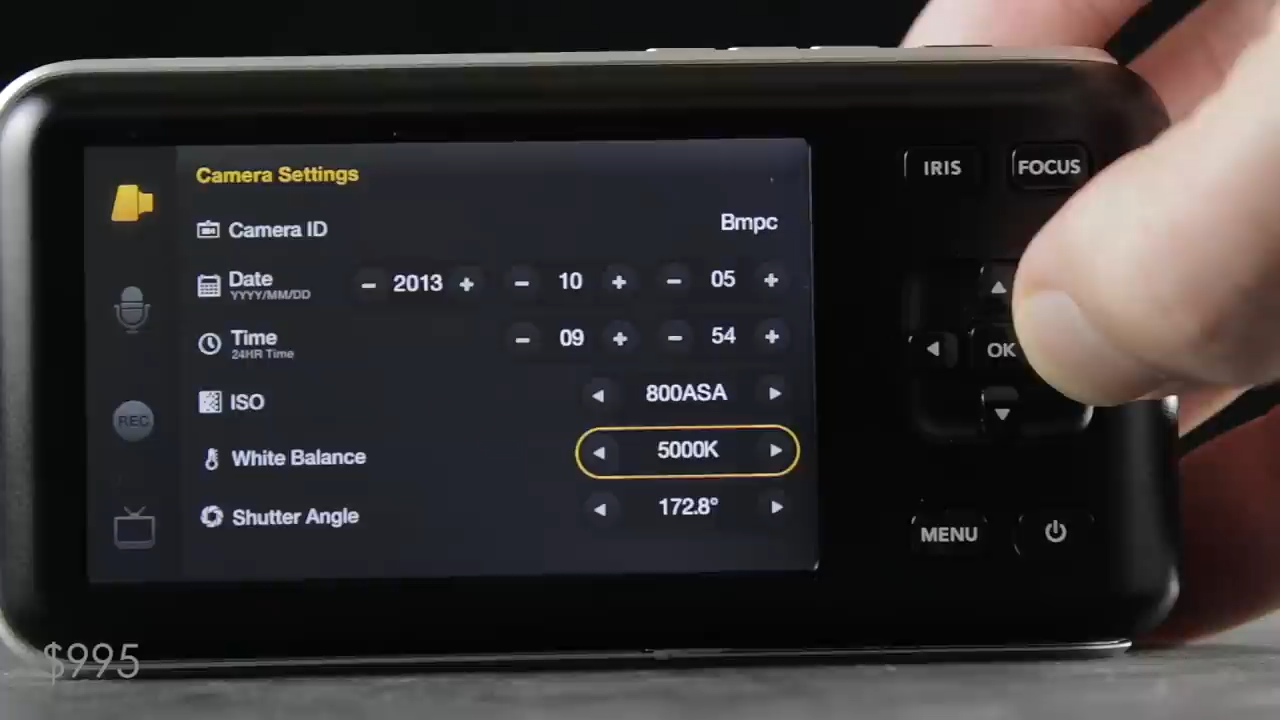 Camera Settings
Camera ID Bmpc
Date - 2013 + - 10 + - 05 +
YYYY/MM/DD
Time - 09 + - 54 +
24HR Time
ISO 800ASA
White Balance 5000K
Shutter Angle 172.8°
REC
IRIS FOCUS
OK
MENU
$995